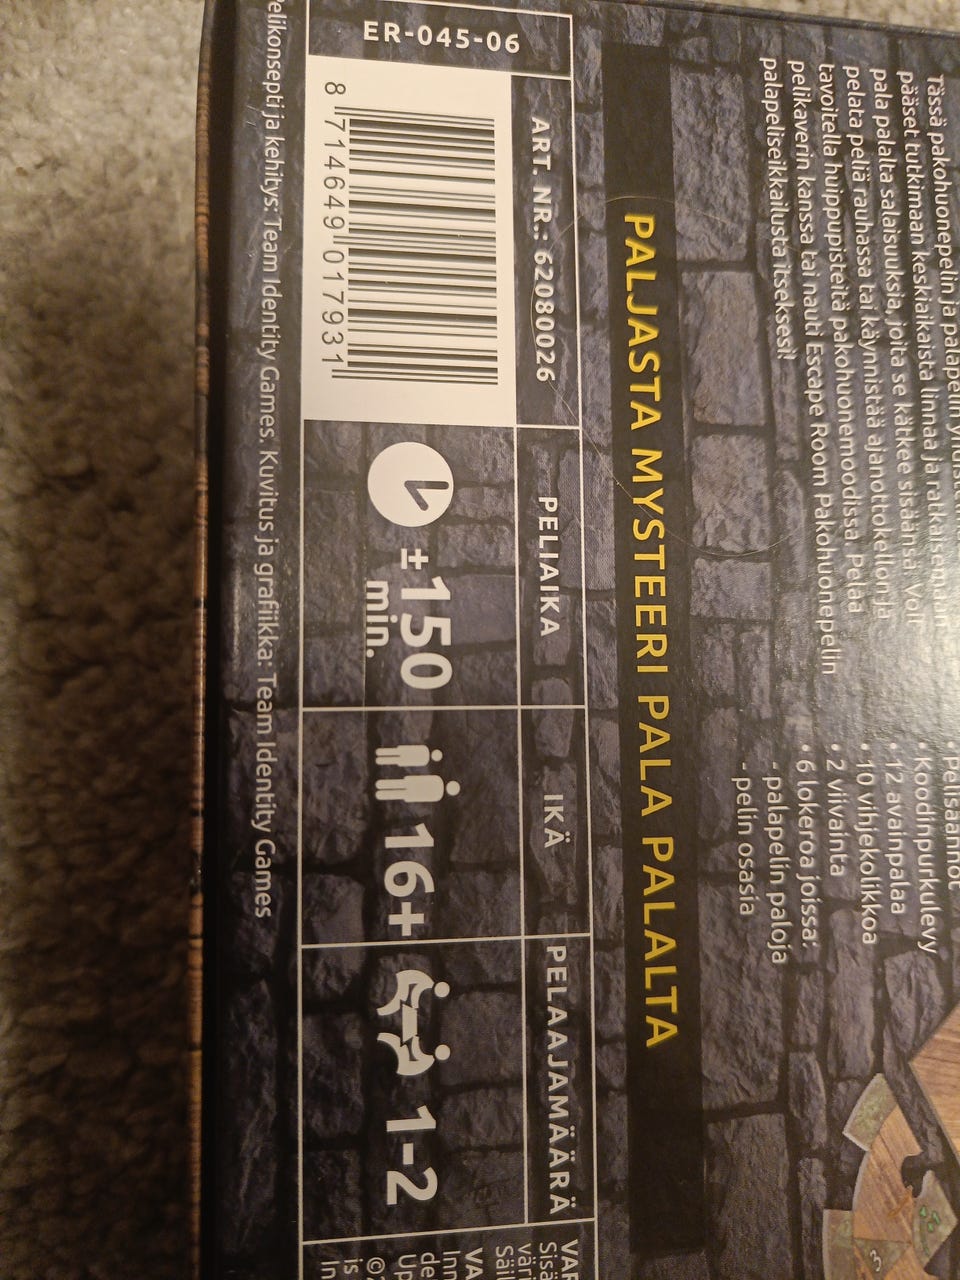 Tässä pakohuonepelin ja palapelin
pääset tutkimaan keskiaikaista linnaa ja ratkaisemaan
pala palalta salaisuuksia, joita se kätkee sisäänsä. Voit
pelata peliä rauhassa tai käynnistää ajanottokellon ja
tavoitella huippupisteitä pakohuonemoodissa. Pelaa
pelikaverin kanssa tai nauti Escape Room Pakohuonepelin
palapeliseikkailusta itseksesi!
Pelisäännöt
• Koodinpurkulevy
• 12 avainpalaa
• 10 vihjekolikkoa
• 2 viivainta
• 6 lokeroa joissa:
- palapelin paloja
- pelin osasia
PALJASTA MYSTEERI PALA PALALTA
ER-045-06
ART. NR.: 62080026
8 714649 017931
PELIAIKA
±150
min.
IKÄ
16+
PELAAJAMÄÄRÄ
1-2
Pelikonsepti ja kehitys: Team Identity Games. Kuvitus ja grafiikka: Team Identity Games